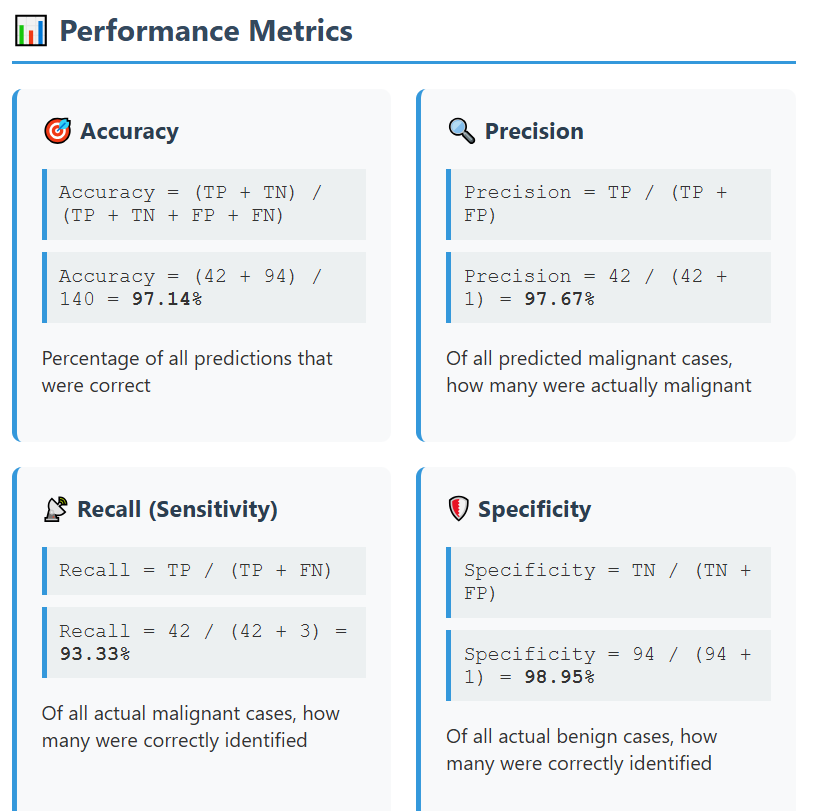 Performance Metrics
Accuracy
Accuracy = (TP + TN) /
(TP + TN + FP + FN)
Accuracy = (42 + 94) /
140 = 97.14%
Percentage of all predictions that
were correct
Precision
Precision = TP / (TP +
FP)
Precision = 42 / (42 +
1) = 97.67%
Of all predicted malignant cases,
how many were actually malignant
Recall (Sensitivity)
Recall = TP / (TP + FN)
Recall = 42 / (42 + 3) =
93.33%
Of all actual malignant cases, how
many were correctly identified
Specificity
Specificity = TN / (TN +
FP)
Specificity = 94 / (94 +
1) = 98.95%
Of all actual benign cases, how
many were correctly identified